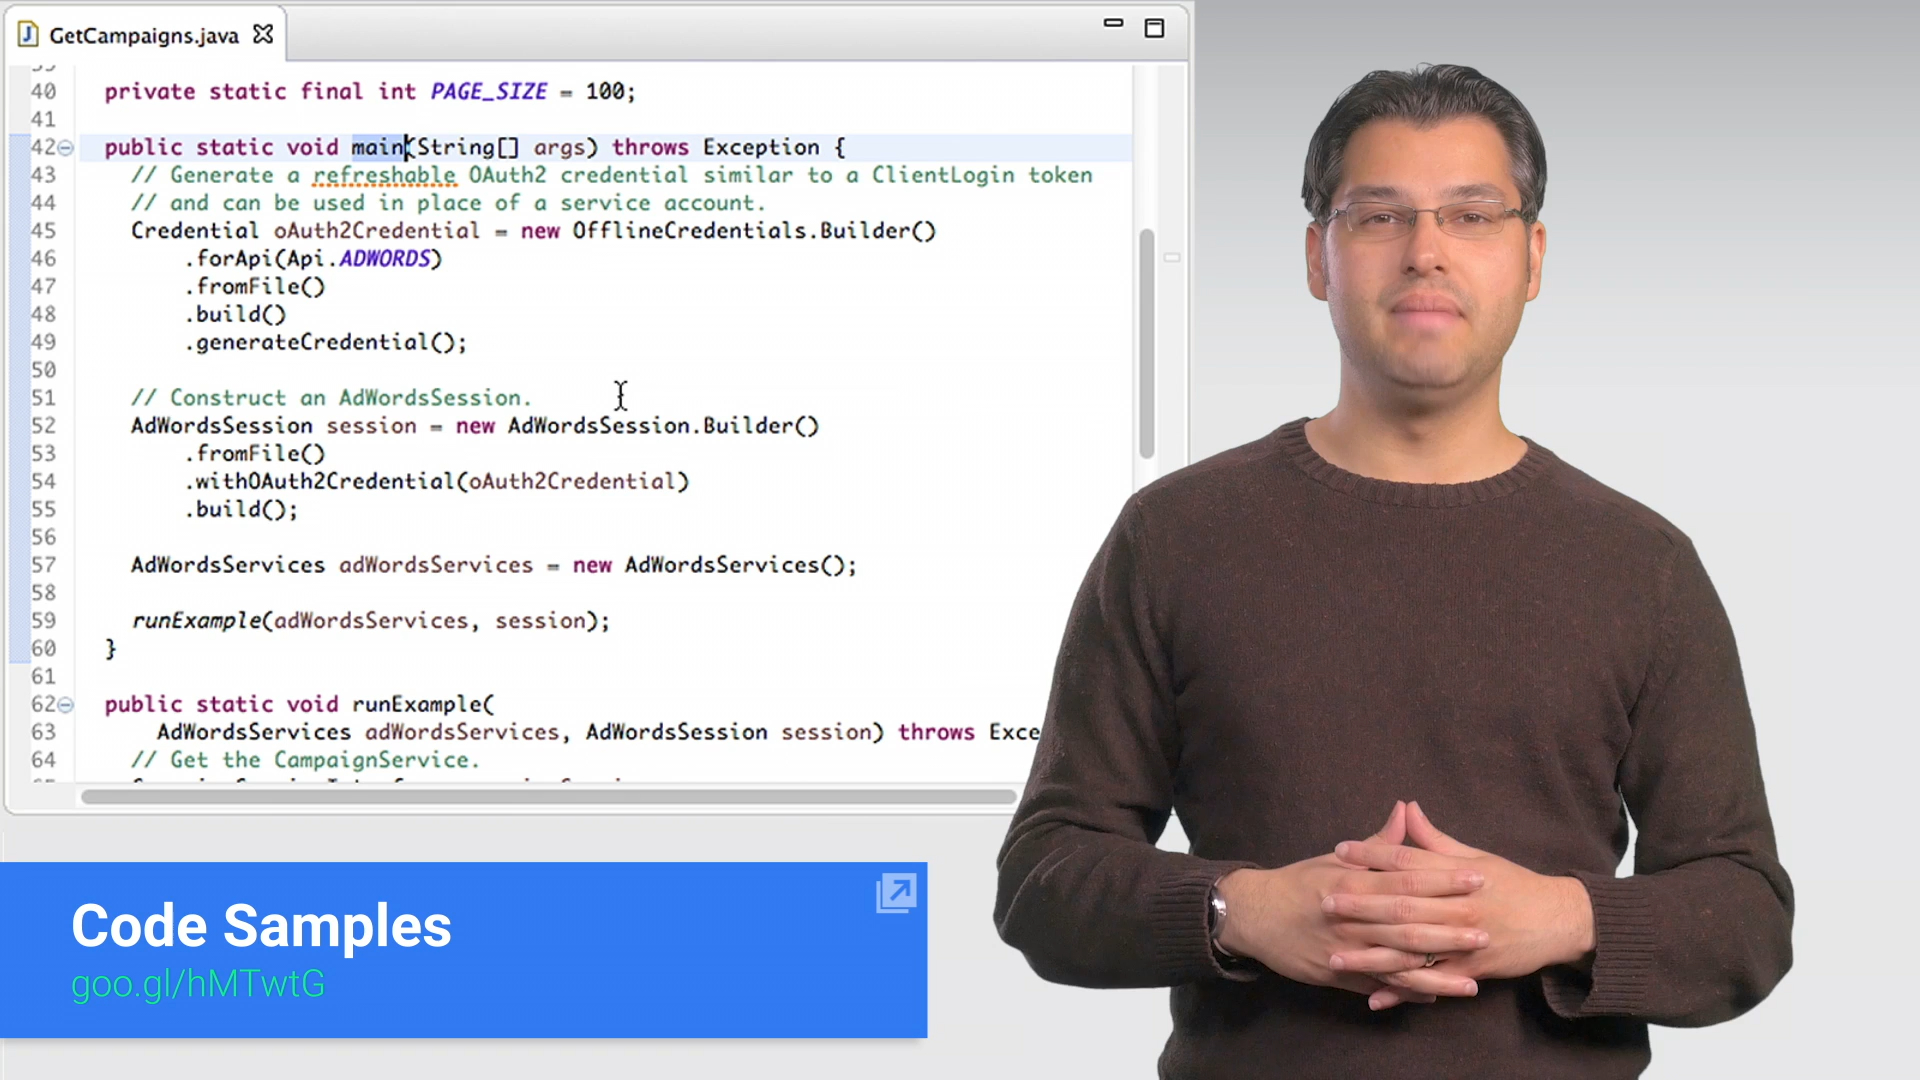 GetCampaigns.java
40 private static final int PAGE_SIZE = 100;
41
42 public static void main(String[] args) throws Exception {
43 // Generate a refreshable OAuth2 credential similar to a ClientLogin token
44 // and can be used in place of a service account.
45 Credential oAuth2Credential = new OfflineCredentials.Builder()
46 .forApi(Api.ADWORDS)
47 .fromFile()
48 .build()
49 .generateCredential();
50
51 // Construct an AdWordsSession.
52 AdWordsSession session = new AdWordsSession.Builder()
53 .fromFile()
54 .withOAuth2Credential(oAuth2Credential)
55 .build();
56
57 AdWordsServices adWordsServices = new AdWordsServices();
58
59 runExample(adWordsServices, session);
60 }
61
62 public static void runExample(
63 AdWordsServices adWordsServices, AdWordsSession session) throws Exce
64 // Get the CampaignService.
Code Samples
goo.gl/hMTwtG